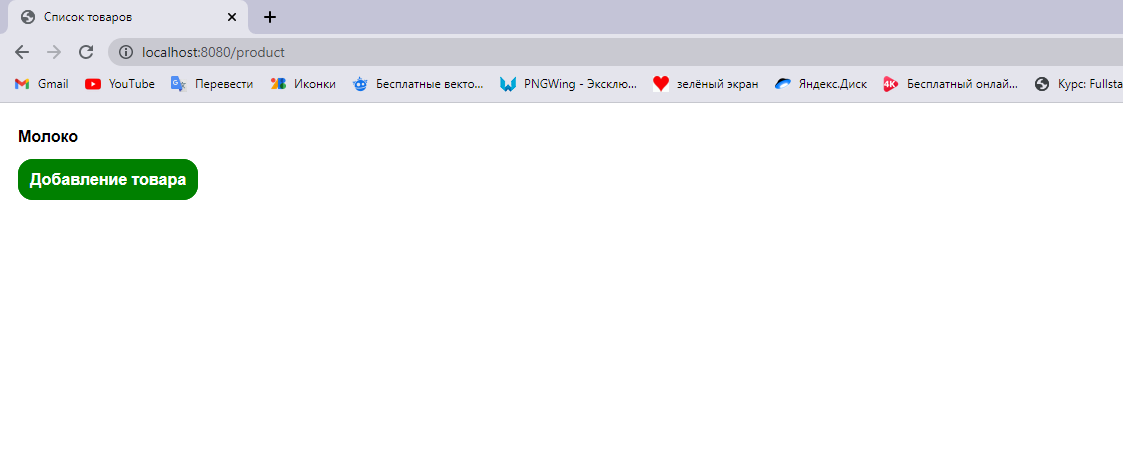 Список товаров
localhost:8080/product
Gmail YouTube Перевести Иконки Бесплатные векто... PNGWing - Эксклю... зелёный экран Яндекс.Диск 4K Бесплатный онлай... Курс: Fullsta
Молоко
Добавление товара